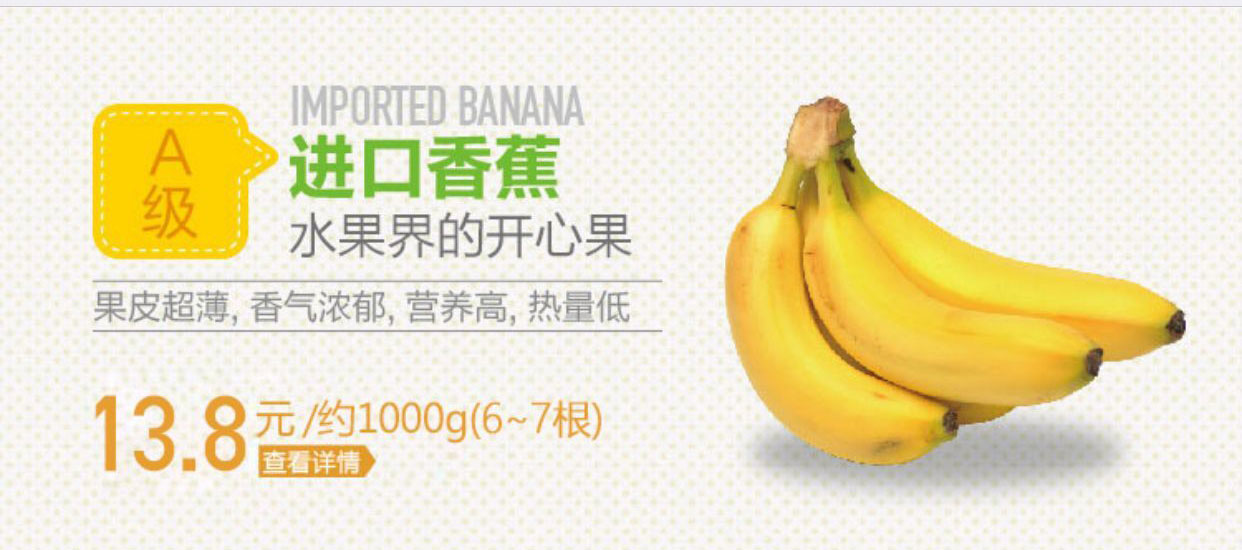 A
级
IMPORTED BANANA
进口香蕉
水果界的开心果
果皮超薄, 香气浓郁, 营养高, 热量低
13.8元/约1000g(6~7根)
查看详情